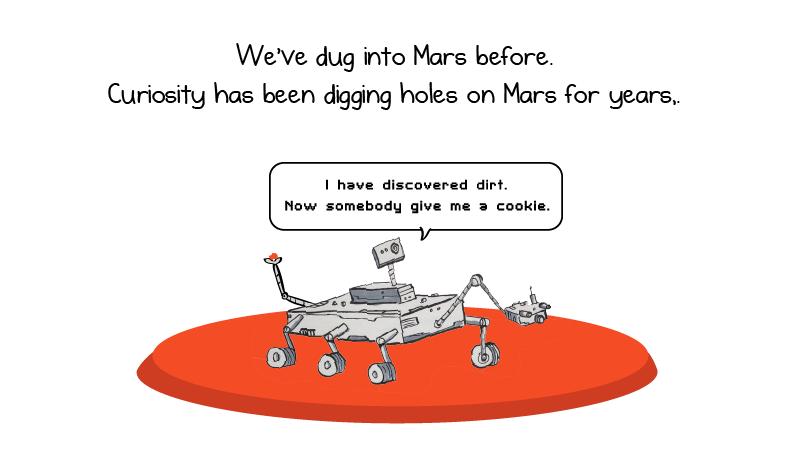 We've dug into Mars before.
Curiosity has been digging holes on Mars for years,.
I have discovered dirt.
Now somebody give me a cookie.